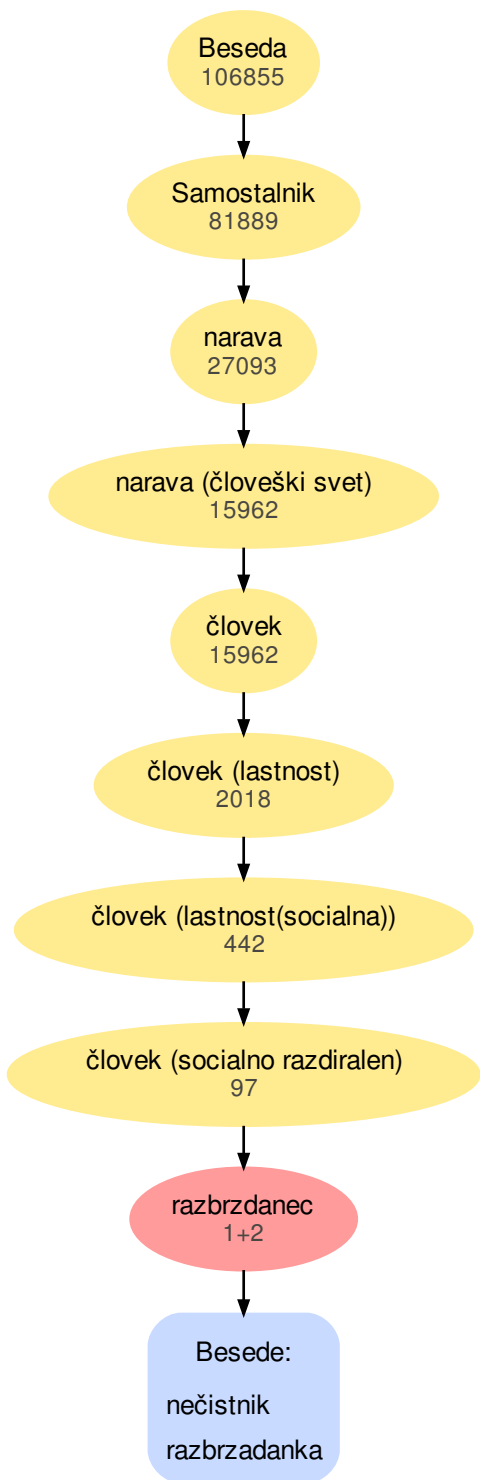 Beseda
106855
Samostalnik
81889
narava
27093
narava (človeški svet)
15962
človek
15962
človek (lastnost)
2018
človek (lastnost(socialna))
442
človek (socialno razdiralen)
97
razbrzdanec
1+2
Besede:
nečistnik
razbrzadanka